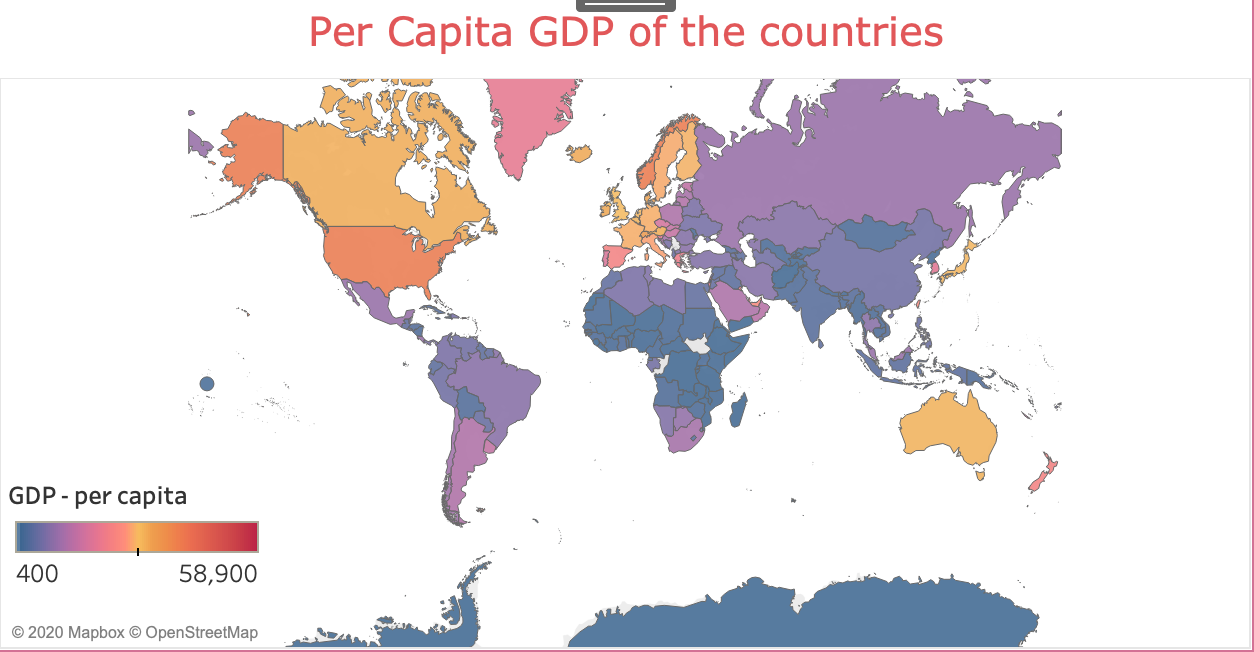 Per Capita GDP of the countries
GDP - per capita
400 58,900
© 2020 Mapbox © OpenStreetMap